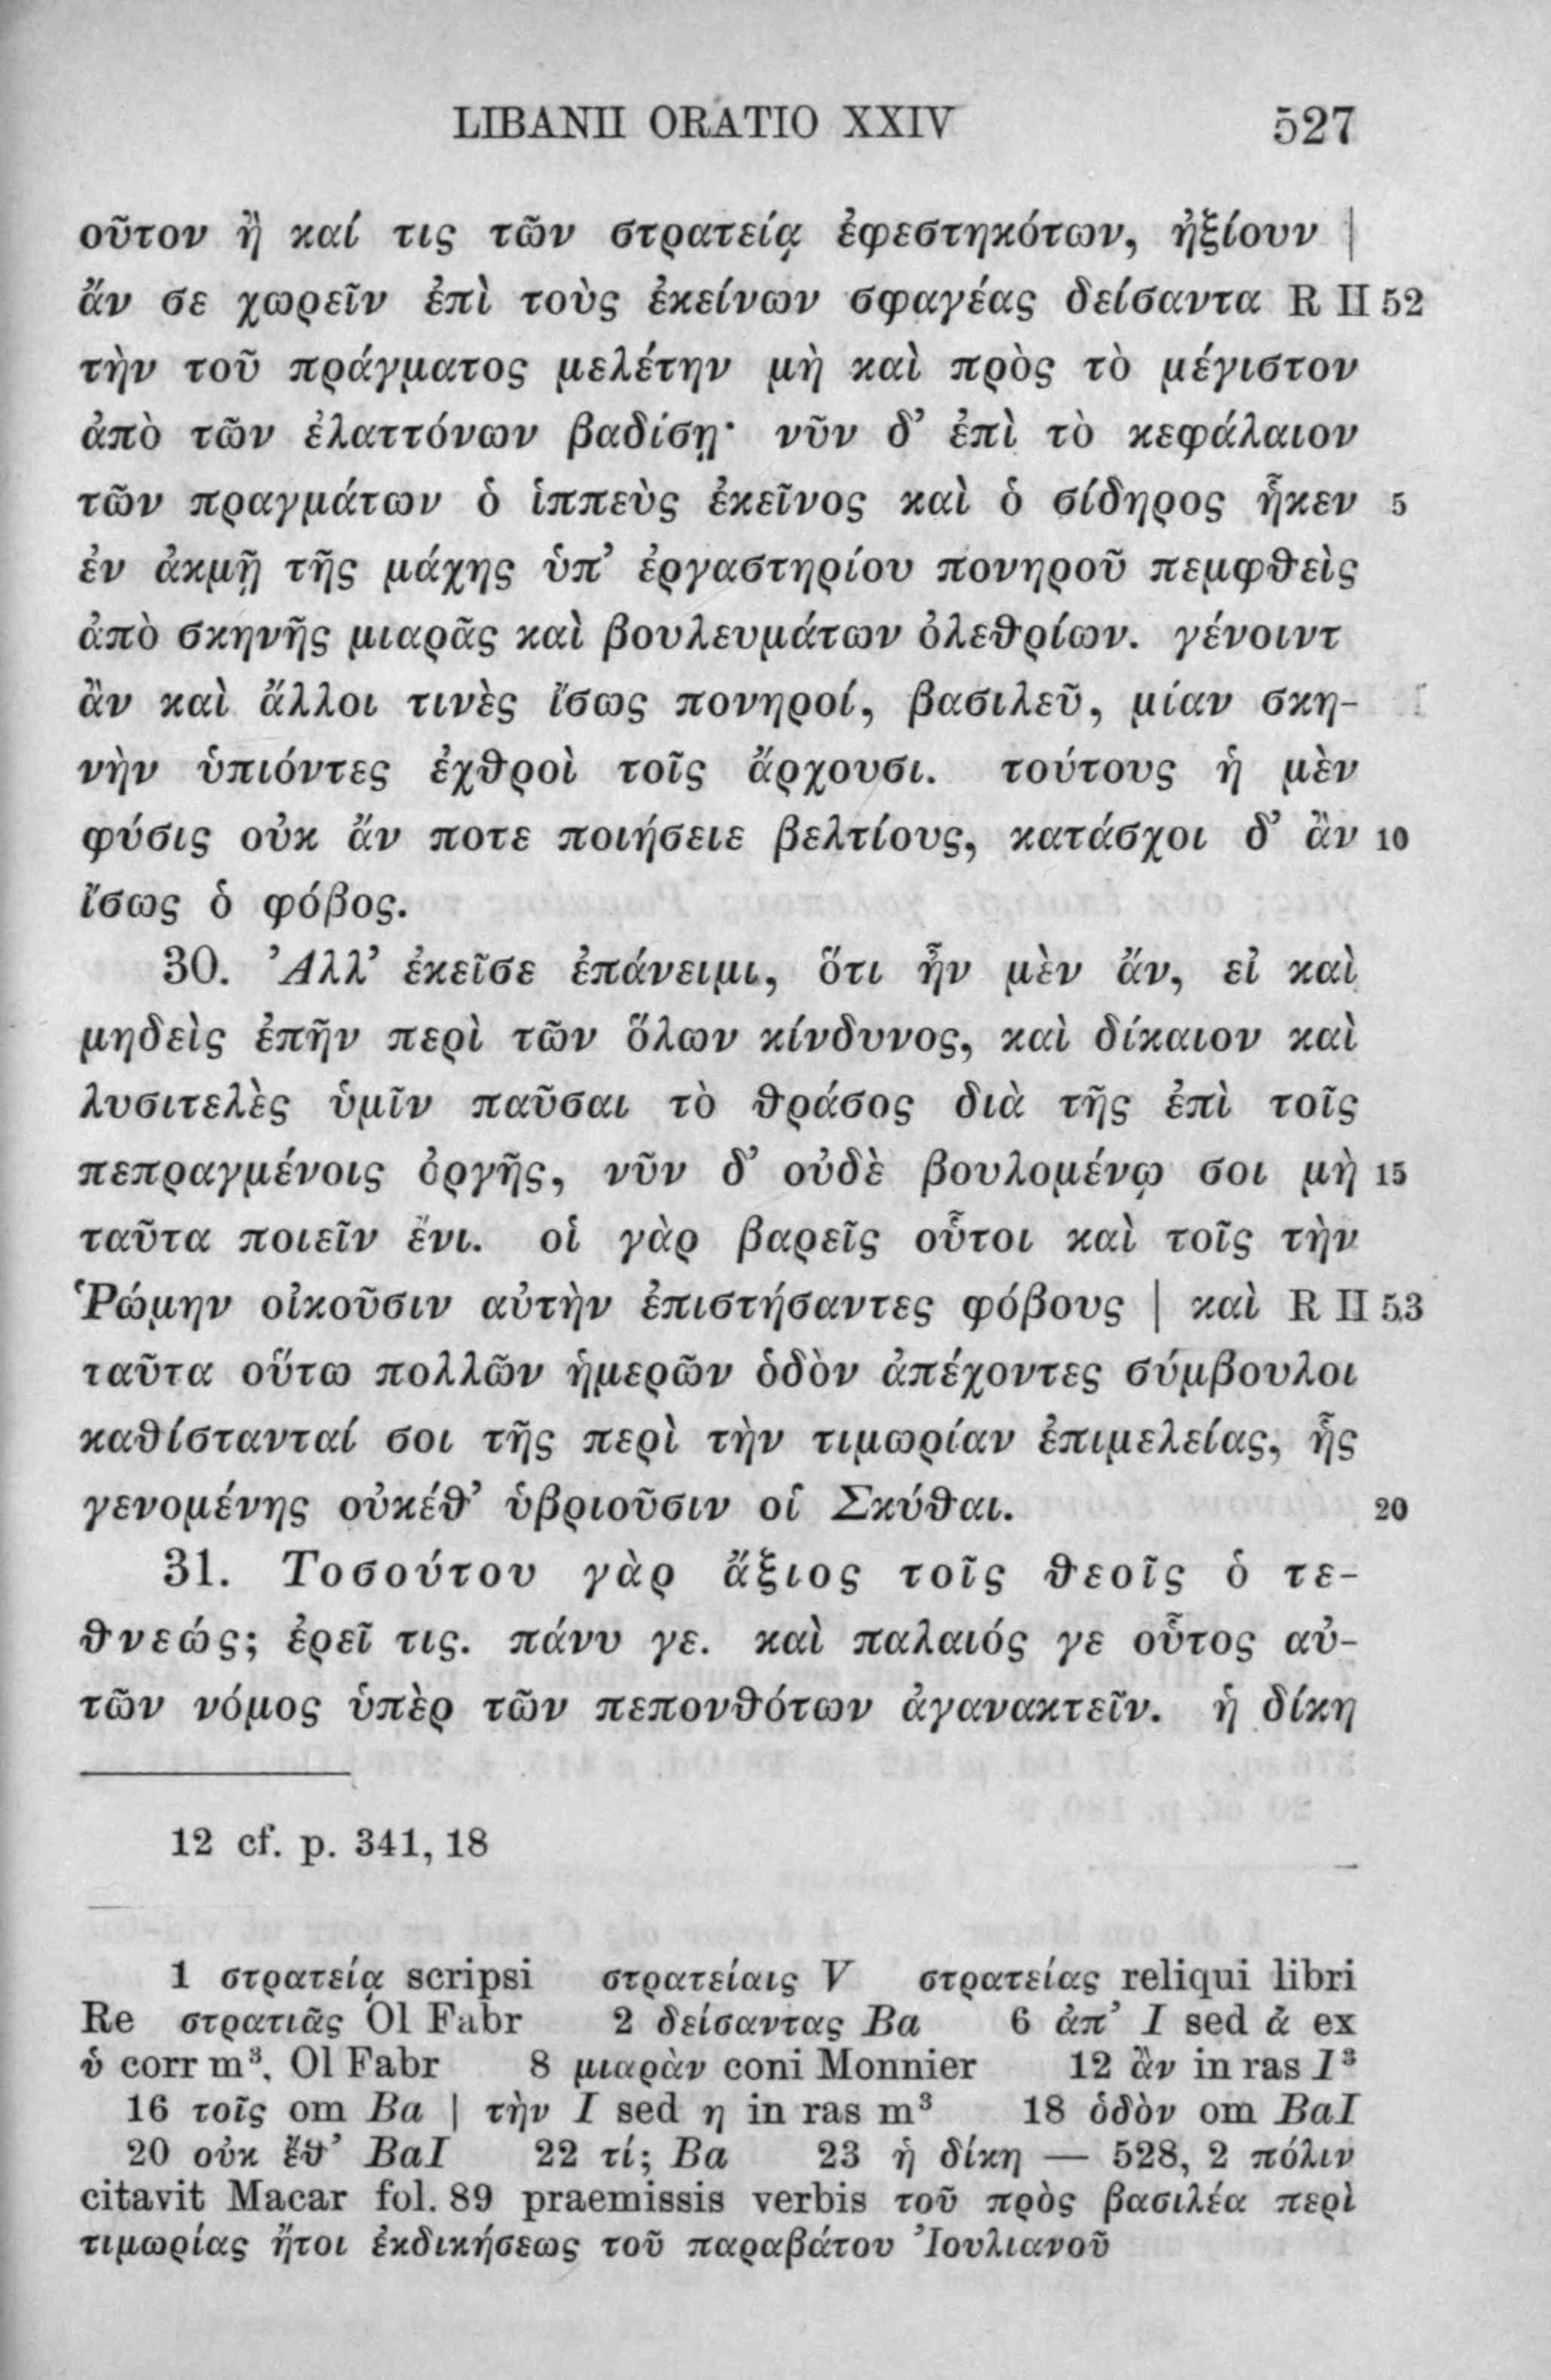 LIBANII ORATIO XXIV 527
οῦτον ἢ καί τις τῶν στρατείᾳ ἐφεστηκότων, ἠξίουν |
ἄν σε χωρεῖν ἐπὶ τοὺς ἐκείνων σφαγέας δείσαντα R II 52
τὴν τοῦ πράγματος μελέτην μὴ καὶ πρὸς τὸ μέγιστον
ἀπὸ τῶν ἐλαττόνων βαδίσῃ· νῦν δ’ ἐπὶ τὸ κεφάλαιον
τῶν πραγμάτων ὁ ἱππεὺς ἐκεῖνος καὶ ὁ σίδηρος ἧκεν 5
ἐν ἀκμῇ τῆς μάχης ὑπ’ ἐργαστηρίου πονηροῦ πεμφθεὶς
ἀπὸ σκηνῆς μιαρᾶς καὶ βουλευμάτων ὀλεθρίων. γένοιντ
ἂν καὶ ἄλλοι τινὲς ἴσως πονηροί, βασιλεῦ, μίαν σκη-
νὴν ὑπιόντες ἐχθροὶ τοῖς ἄρχουσι. τούτους ἡ μὲν
φύσις οὐκ ἄν ποτε ποιήσειε βελτίους, κατάσχοι δ’ ἂν 10
ἴσως ὁ φόβος.
30. Ἀλλ’ ἐκεῖσε ἐπάνειμι, ὅτι ἦν μὲν ἄν, εἰ καὶ
μηδεὶς ἐπῆν περὶ τῶν ὅλων κίνδυνος, καὶ δίκαιον καὶ
λυσιτελὲς ὑμῖν παῦσαι τὸ θράσος διὰ τῆς ἐπὶ τοῖς
πεπραγμένοις ὀργῆς, νῦν δ’ οὐδὲ βουλομένῳ σοι μὴ 15
ταῦτα ποιεῖν ἔνι. οἱ γὰρ βαρεῖς οὗτοι καὶ τοῖς τὴν
Ῥώμην οἰκοῦσιν αὐτὴν ἐπιστήσαντες φόβους | καὶ R II 53
ταῦτα οὕτω πολλῶν ἡμερῶν ὁδὸν ἀπέχοντες σύμβουλοι
καθίστανταί σοι τῆς περὶ τὴν τιμωρίαν ἐπιμελείας, ἧς
γενομένης οὐκέθ’ ὑβριοῦσιν οἱ Σκύθαι. 20
31. Τοσούτου γὰρ ἄξιος τοῖς θεοῖς ὁ τε-
θνεώς; ἐρεῖ τις. πάνυ γε. καὶ παλαιός γε οὗτος αὐ-
τῶν νόμος ὑπὲρ τῶν πεπονθότων ἀγανακτεῖν. ἡ δίκη
12 cf. p. 341, 18
1 στρατείᾳ scripsi στρατείαις V στρατείας reliqui libri
Re στρατιᾶς Ol Fabr 2 δείσαντας Ba 6 ἀπ’ I sed ἀ ex
ὑ corr m³, Ol Fabr 8 μιαρὰν coni Monnier 12 ἂν in ras I³
16 τοῖς om Ba | τὴν I sed η in ras m³ 18 ὁδὸν om BaI
20 οὐκ ἔθ’ BaI 22 τί; Ba 23 ἡ δίκη — 528, 2 πόλιν
citavit Macar fol. 89 praemissis verbis τοῦ πρὸς βασιλέα περὶ
τιμωρίας ἤτοι ἐκδικήσεως τοῦ παραβάτου Ἰουλιανοῦ